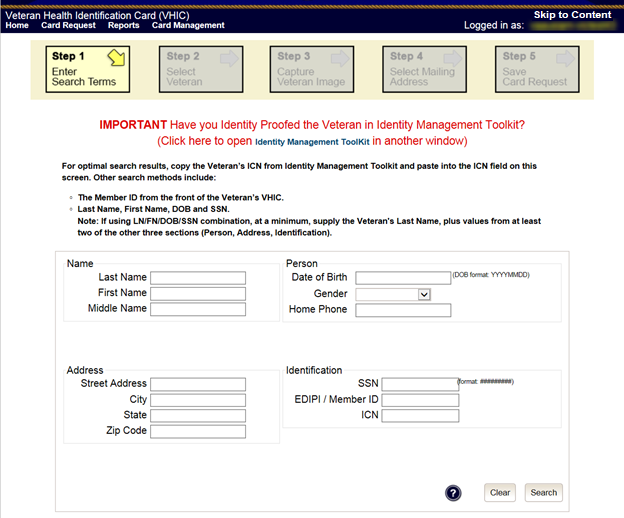 Veteran Health Identification Card (VHIC)
Skip to Content
Home Card Request Reports Card Management
Logged in as:
Step 1
Enter
Search Terms
Step 2
Select
Veteran
Step 3
Capture
Veteran Image
Step 4
Select Mailing
Address
Step 5
Save
Card Request
IMPORTANT Have you Identity Proofed the Veteran in Identity Management Toolkit?
(Click here to open Identity Management ToolKit in another window)
For optimal search results, copy the Veteran's ICN from Identity Management Toolkit and paste into the ICN field on this
screen. Other search methods include:
The Member ID from the front of the Veteran's VHIC.
Last Name, First Name, DOB and SSN.
Note: If using LN/FN/DOB/SSN combination, at a minimum, supply the Veteran's Last Name, plus values from at least
two of the other three sections (Person, Address, Identification).
Name
Last Name
First Name
Middle Name
Person
Date of Birth (DOB format: YYYYMMDD)
Gender
Home Phone
Address
Street Address
City
State
Zip Code
Identification
SSN (format: #########)
EDIPI / Member ID
ICN
? Clear Search